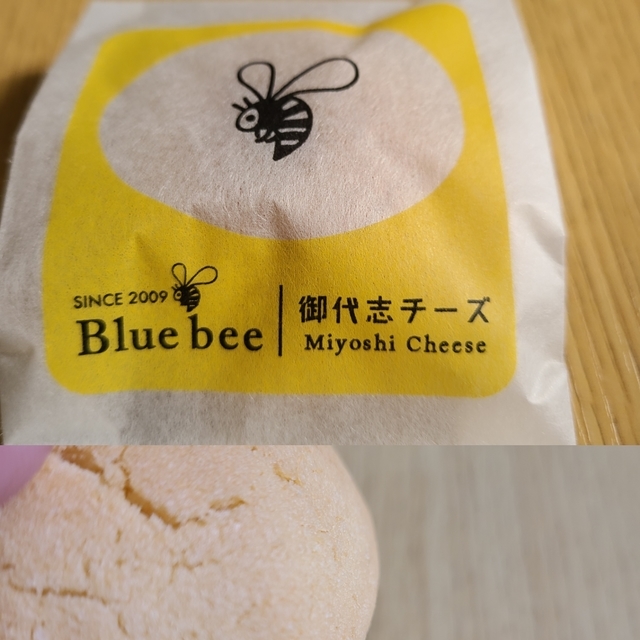 SINCE 2009
Blue bee
御代志チーズ
Miyoshi Cheese